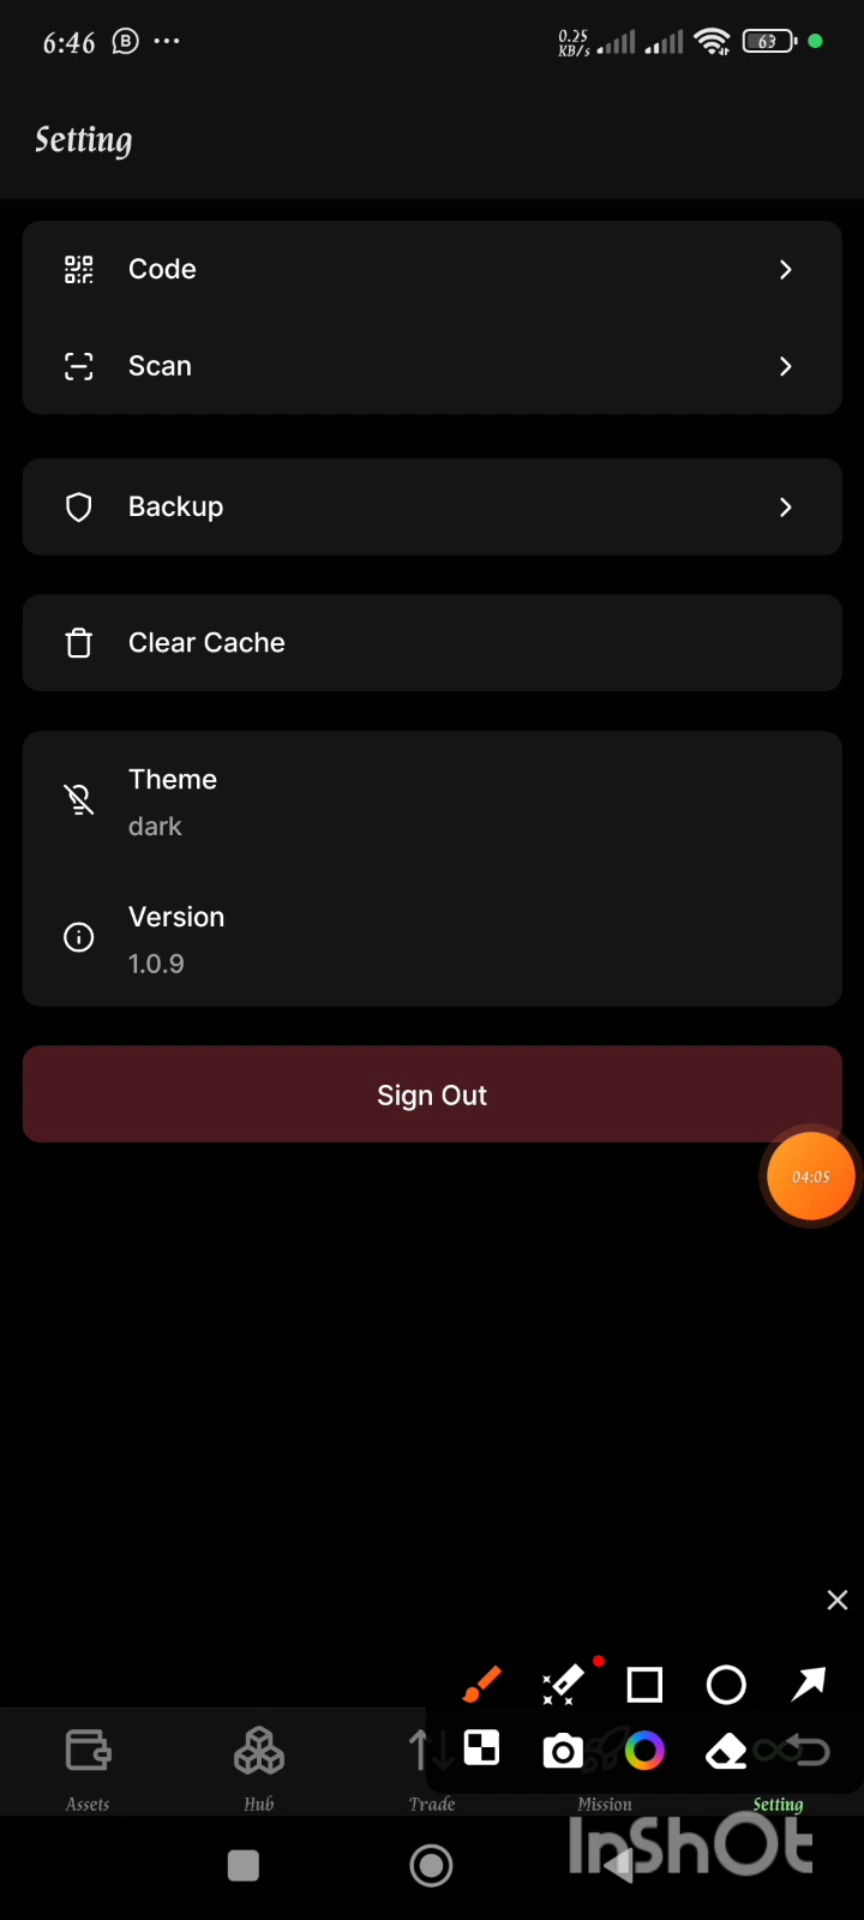 6:46
0.25
KB/s
63
Setting
Code
Scan
Backup
Clear Cache
Theme
dark
Version
1.0.9
Sign Out
04:05
Assets
Hub
Trade
Mission
Setting
InShOt